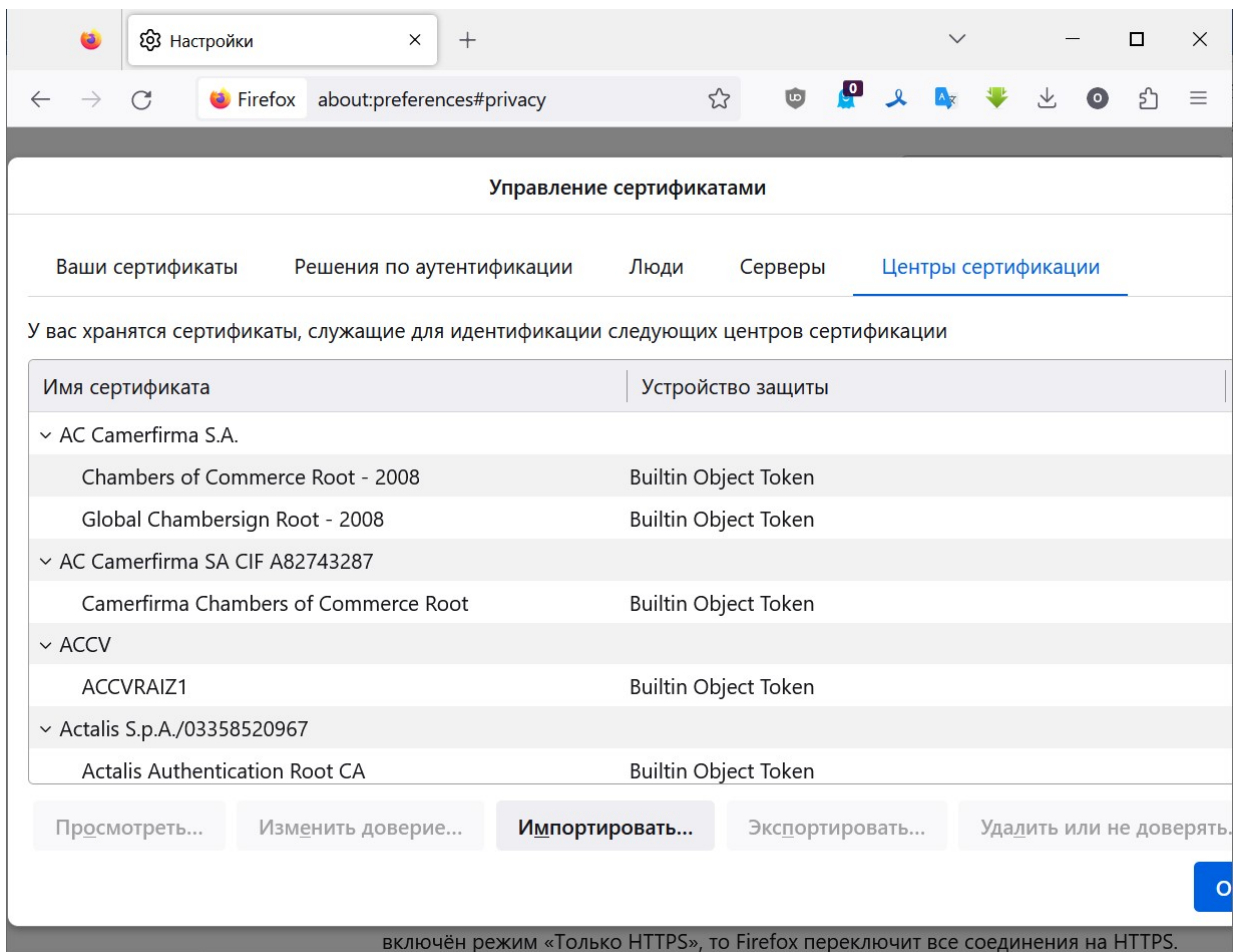 Настройки
Firefox about:preferences#privacy
0
Управление сертификатами
Ваши сертификаты Решения по аутентификации Люди Серверы Центры сертификации
У вас хранятся сертификаты, служащие для идентификации следующих центров сертификации
Имя сертификата Устройство защиты
AC Camerfirma S.A.
Chambers of Commerce Root - 2008 Builtin Object Token
Global Chambersign Root - 2008 Builtin Object Token
AC Camerfirma SA CIF A82743287
Camerfirma Chambers of Commerce Root Builtin Object Token
ACCV
ACCVRAIZ1 Builtin Object Token
Actalis S.p.A./03358520967
Actalis Authentication Root CA Builtin Object Token
Просмотреть... Изменить доверие... Импортировать... Экспортировать... Удалить или не доверять.
включён режим «Только HTTPS», то Firefox переключит все соединения на HTTPS.